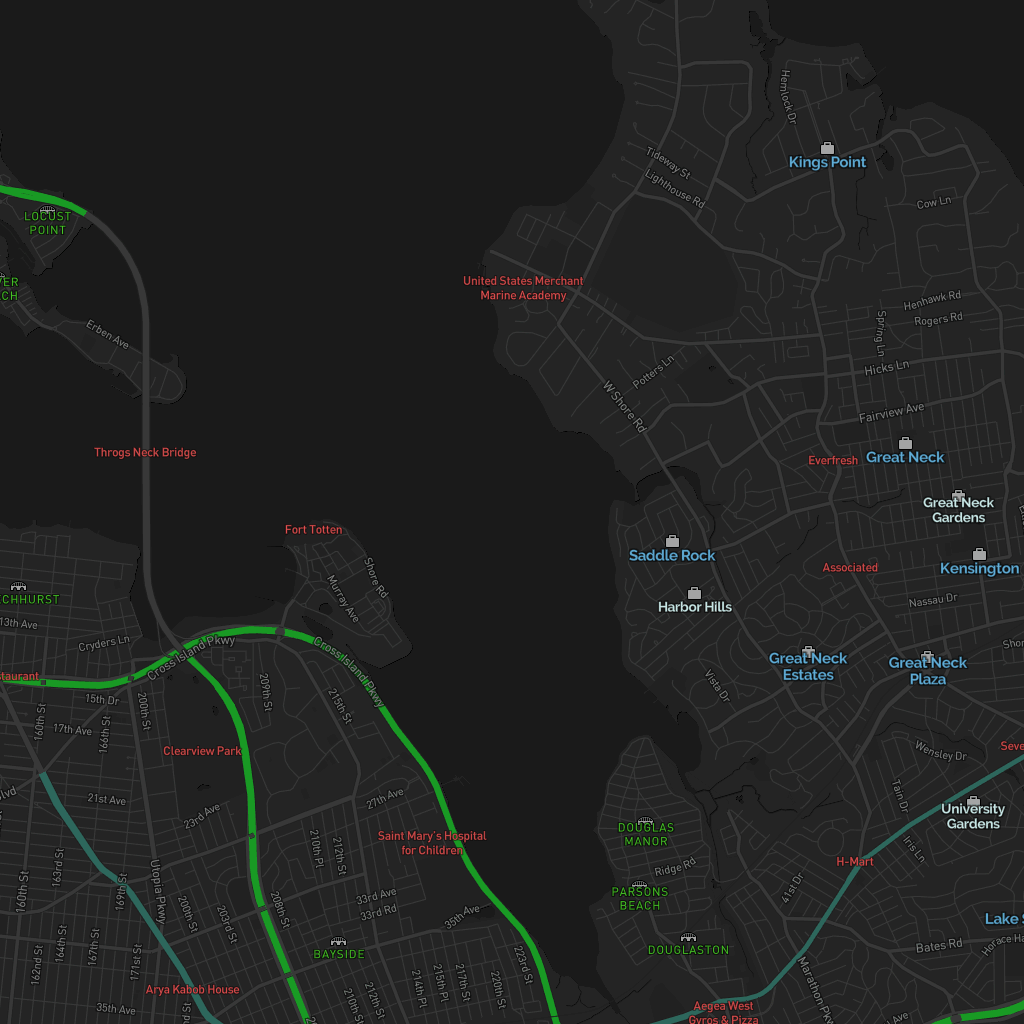 Hemlock Dr
Kings Point
Tideway St
Lighthouse Rd
Cow Ln
LOCUST
POINT
United States Merchant
Marine Academy
Henhawk Rd
Rogers Rd
Spring Ln
Erben Ave
Hicks Ln
Potters Ln
W Shore Rd
Fairview Ave
Throgs Neck Bridge
Everfresh
Great Neck
Great Neck
Gardens
Fort Totten
Saddle Rock
Associated
Kensington
Shore Rd
Murray Ave
ECHHURST
Harbor Hills
Nassau Dr
13th Ave
Cryders Ln
Cross Island Pkwy
Cross Island Pkwy
Great Neck
Estates
Great Neck
Plaza
staurant
15th Dr
200th St
209th St
215th St
Vista Dr
160th St
17th Ave
166th St
Clearview Park
Wensley Dr
Seve
21st Ave
23rd Ave
27th Ave
Tain Dr
University
Gardens
DOUGLAS
MANOR
Saint Mary's Hospital
for Children
210th Pl
212th St
Iris Ln
H-Mart
163rd St
Utopia Pkwy
Ridge Rd
160th St
169th St
PARSONS
BEACH
41st Dr
33rd Ave
33rd Rd
35th Ave
200th St
203rd St
208th St
Lake S
BAYSIDE
DOUGLASTON
Bates Rd
Horace Ha
162nd St
164th St
167th St
171st St
223rd St
214th Pl
215th Pl
217th St
220th St
Marathon Pkwy
Arya Kabob House
210th St
212th St
35th Ave
Aegea West
Gyros & Pizza